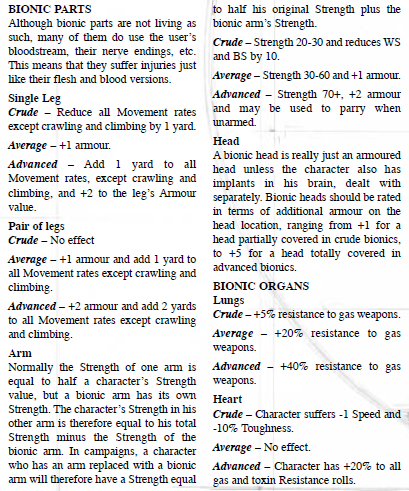 BIONIC PARTS
Although bionic parts are not living as
such, many of them do use the user's
bloodstream, their nerve endings, etc.
This means that they suffer injuries just
like their flesh and blood versions.
Single Leg
Crude – Reduce all Movement rates
except crawling and climbing by 1 yard.
Average – +1 armour.
Advanced – Add 1 yard to all
Movement rates, except crawling and
climbing, and +2 to the leg's Armour
value.
Pair of legs
Crude – No effect
Average – +1 armour and add 1 yard to
all Movement rates except crawling and
climbing.
Advanced – +2 armour and add 2 yards
to all Movement rates except crawling
and climbing.
Arm
Normally the Strength of one arm is
equal to half a character's Strength
value, but a bionic arm has its own
Strength. The character's Strength in his
other arm is therefore equal to his total
Strength minus the Strength of the
bionic arm. In campaigns, a character
who has an arm replaced with a bionic
arm will therefore have a Strength equal
to half his original Strength plus the
bionic arm's Strength.
Crude – Strength 20-30 and reduces WS
and BS by 10.
Average – Strength 30-60 and +1 armour.
Advanced – Strength 70+, +2 armour
and may be used to parry when
unarmed.
Head
A bionic head is really just an armoured
head unless the character also has
implants in his brain, dealt with
separately. Bionic heads should be rated
in terms of additional armour on the
head location, ranging from +1 for a
head partially covered in crude bionics,
to +5 for a head totally covered in
advanced bionics.
BIONIC ORGANS
Lungs
Crude – +5% resistance to gas weapons.
Average – +20% resistance to gas
weapons.
Advanced – +40% resistance to gas
weapons.
Heart
Crude – Character suffers -1 Speed and
-10% Toughness.
Average – No effect.
Advanced – Character has +20% to all
gas and toxin Resistance rolls.